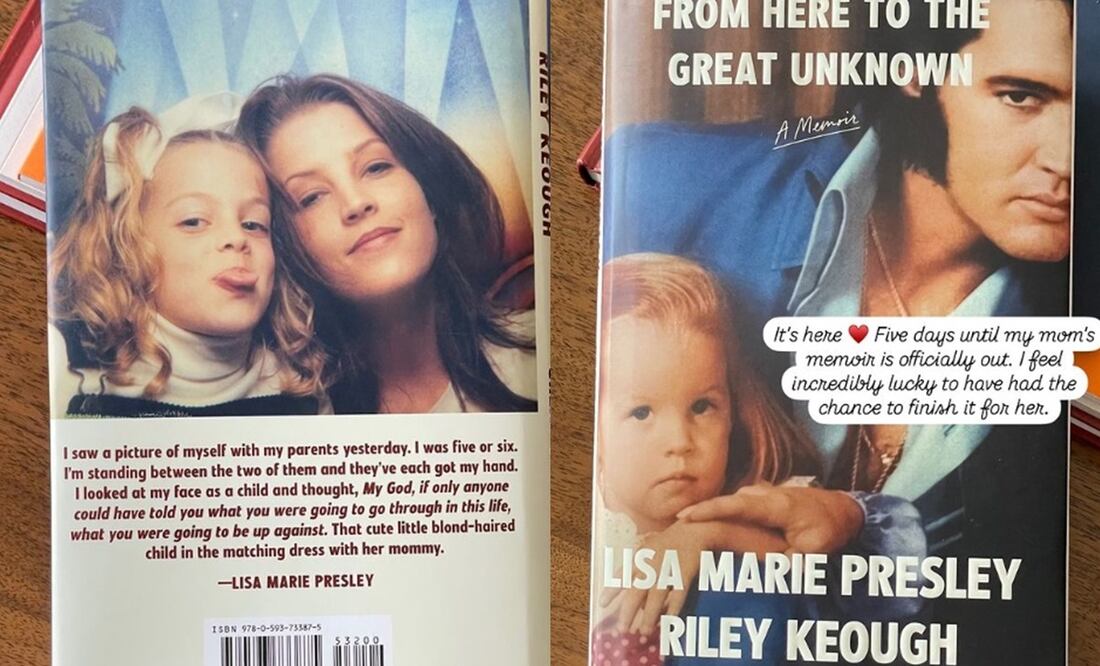 RILEY KEOUGH
I saw a picture of myself with my parents yesterday. I was five or six.
I'm standing between the two of them and they've each got my hand.
I looked at my face as a child and thought, My God, if only anyone
could have told you what you were going to go through in this life,
what you were going to be up against. That cute little blond-haired
child in the matching dress with her mommy.
—LISA MARIE PRESLEY
ISBN 978-0-593-73387-5
53200
FROM HERE TO THE
GREAT UNKNOWN
A Memoir
It's here ❤️ Five days until my mom's
memoir is officially out. I feel
incredibly lucky to have had the
chance to finish it for her.
LISA MARIE PRESLEY
RILEY KEOUGH